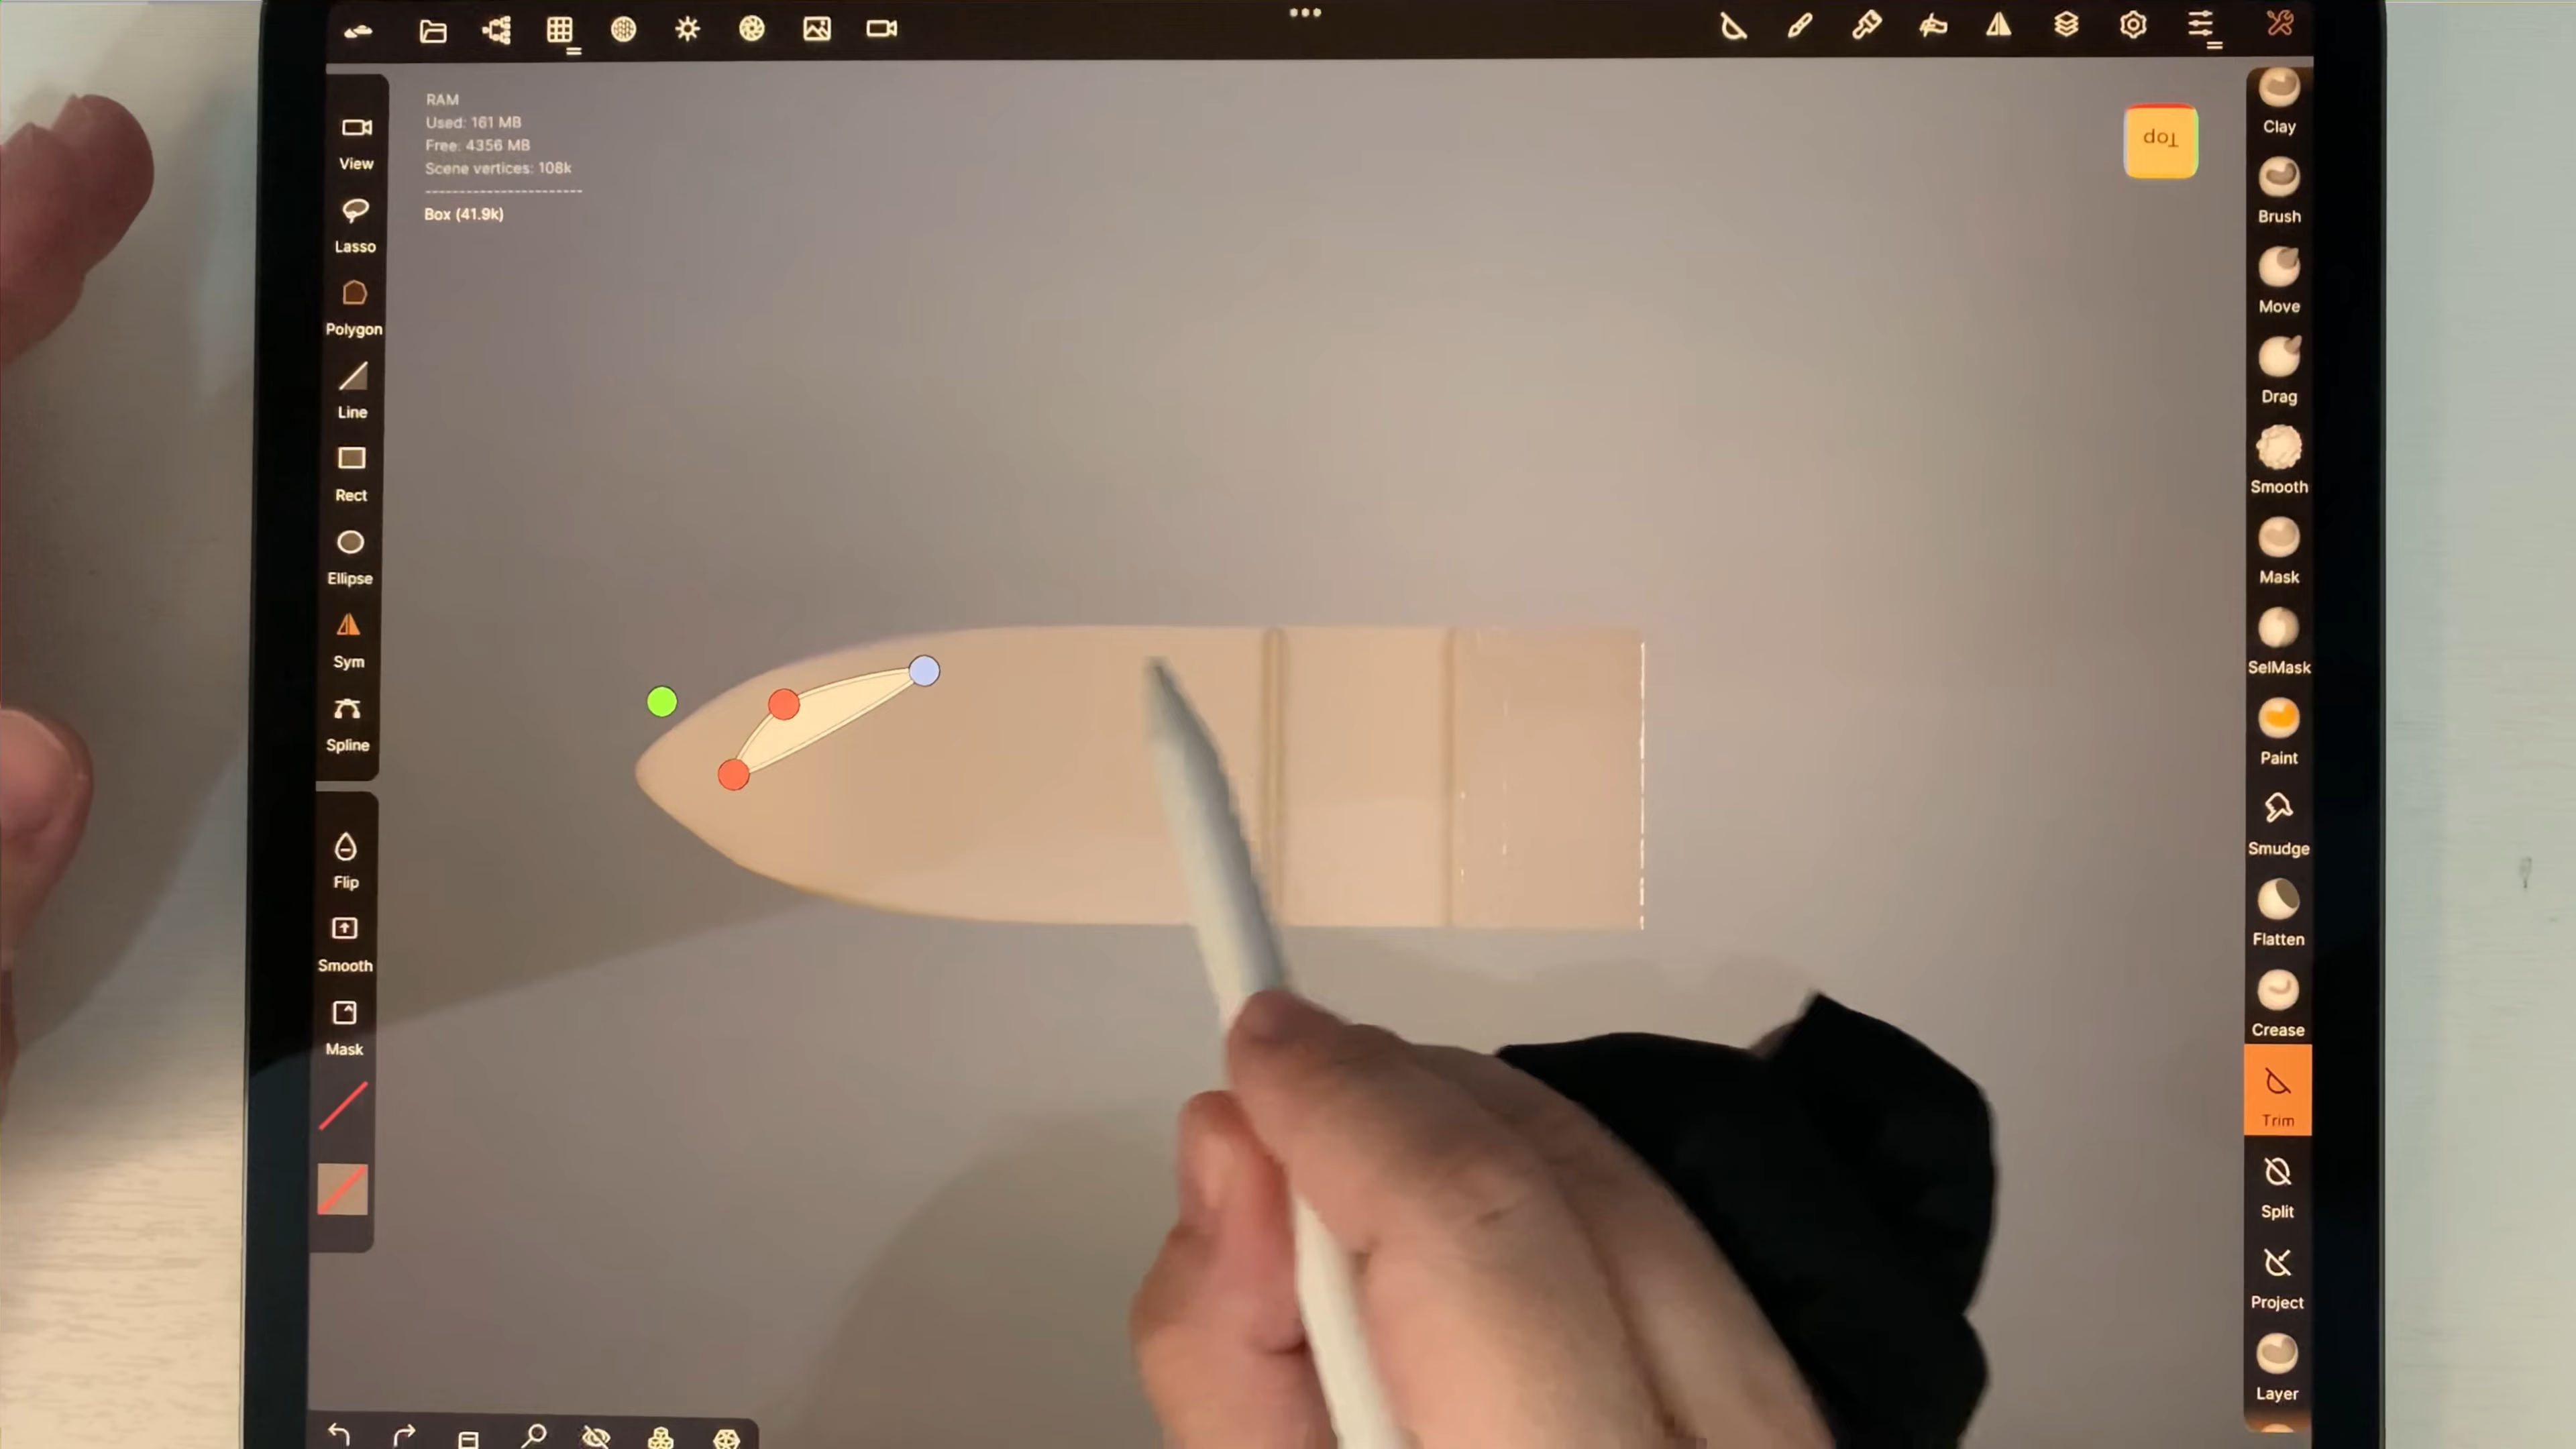 RAM
Used: 161 MB
Free: 4356 MB
Scene vertices: 108k
-----------------------
Box (41.9k)
Top
View
Lasso
Polygon
Line
Rect
Ellipse
Sym
Spline
Flip
Smooth
Mask
Clay
Brush
Move
Drag
Smooth
Mask
SelMask
Paint
Smudge
Flatten
Crease
Trim
Split
Project
Layer